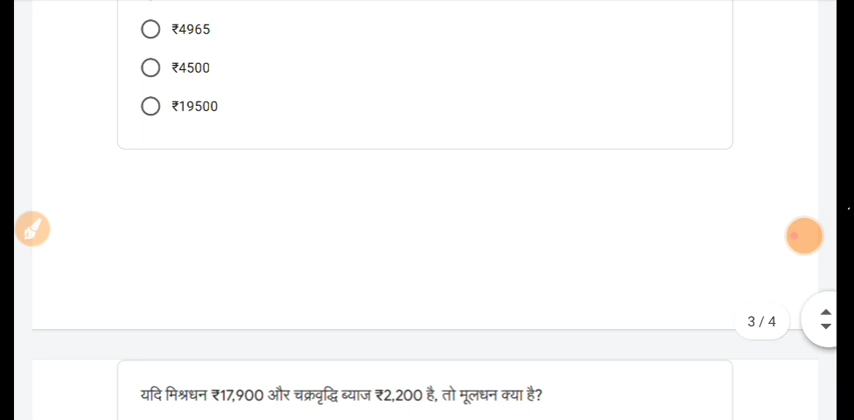 ₹4965
₹4500
₹19500
3 / 4
यदि मिश्रधन ₹17,900 और चक्रवृद्धि ब्याज ₹2,200 है, तो मूलधन क्या है?